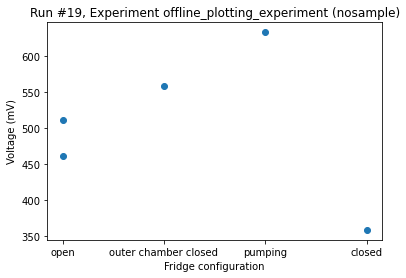 Run #19, Experiment offline_plotting_experiment (nosample)
600
550
500
450
400
350
Voltage (mV)
open
outer chamber closed
pumping
closed
Fridge configuration